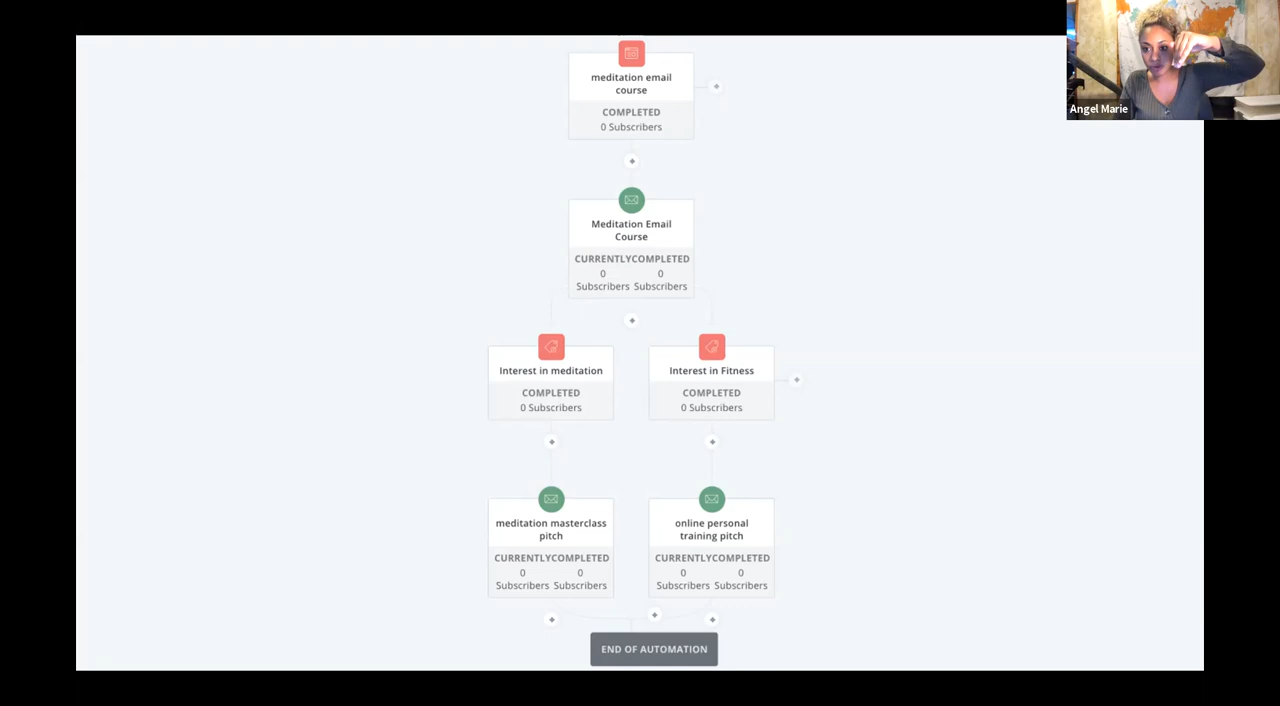 Angel Marie
meditation email
course
COMPLETED
0 Subscribers
Meditation Email
Course
CURRENTLY COMPLETED
0 0
Subscribers Subscribers
Interest in meditation
COMPLETED
0 Subscribers
Interest in Fitness
COMPLETED
0 Subscribers
meditation masterclass
pitch
CURRENTLY COMPLETED
0 0
Subscribers Subscribers
online personal
training pitch
CURRENTLY COMPLETED
0 0
Subscribers Subscribers
END OF AUTOMATION